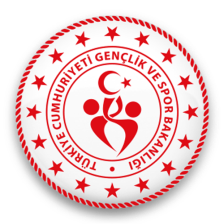 TÜRKİYE CUMHURİYETİ GENÇLİK VE SPOR BAKANLIĞI